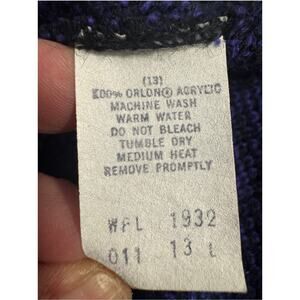 (13)
100% ORLON® ACRYLIC
MACHINE WASH
WARM WATER
DO NOT BLEACH
TUMBLE DRY
MEDIUM HEAT
REMOVE PROMPTLY
WPL 1932
011 13 L